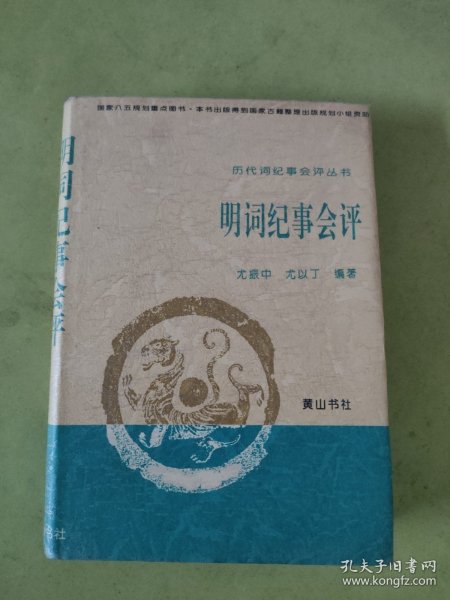 国家八五规划重点图书·本书出版得到国家古籍整理出版规划小组资助
历代词纪事会评丛书
明词纪事会评
尤振中 尤以丁 编著
黄山书社
明词纪事会评
书社
孔夫子旧书网
www.kongfz.com